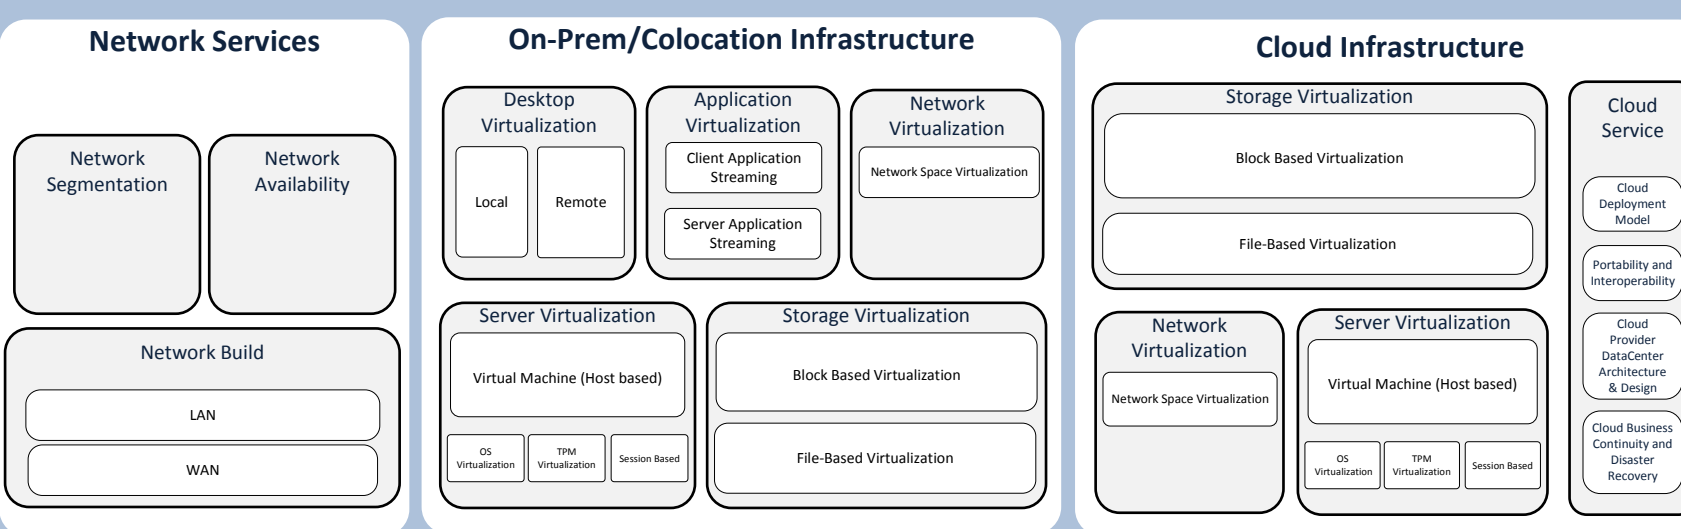 Network Services
Network
Segmentation
Network
Availability
Network Build
LAN
WAN
On-Prem/Colocation Infrastructure
Desktop
Virtualization
Local
Remote
Application
Virtualization
Client Application
Streaming
Server Application
Streaming
Network
Virtualization
Network Space Virtualization
Server Virtualization
Virtual Machine (Host based)
OS
Virtualization
TPM
Virtualization
Session Based
Storage Virtualization
Block Based Virtualization
File-Based Virtualization
Cloud Infrastructure
Storage Virtualization
Block Based Virtualization
File-Based Virtualization
Network
Virtualization
Network Space Virtualization
Server Virtualization
Virtual Machine (Host based)
OS
Virtualization
TPM
Virtualization
Session Based
Cloud
Service
Cloud
Deployment
Model
Portability and
Interoperability
Cloud
Provider
DataCenter
Architecture
& Design
Cloud Business
Continuity and
Disaster
Recovery